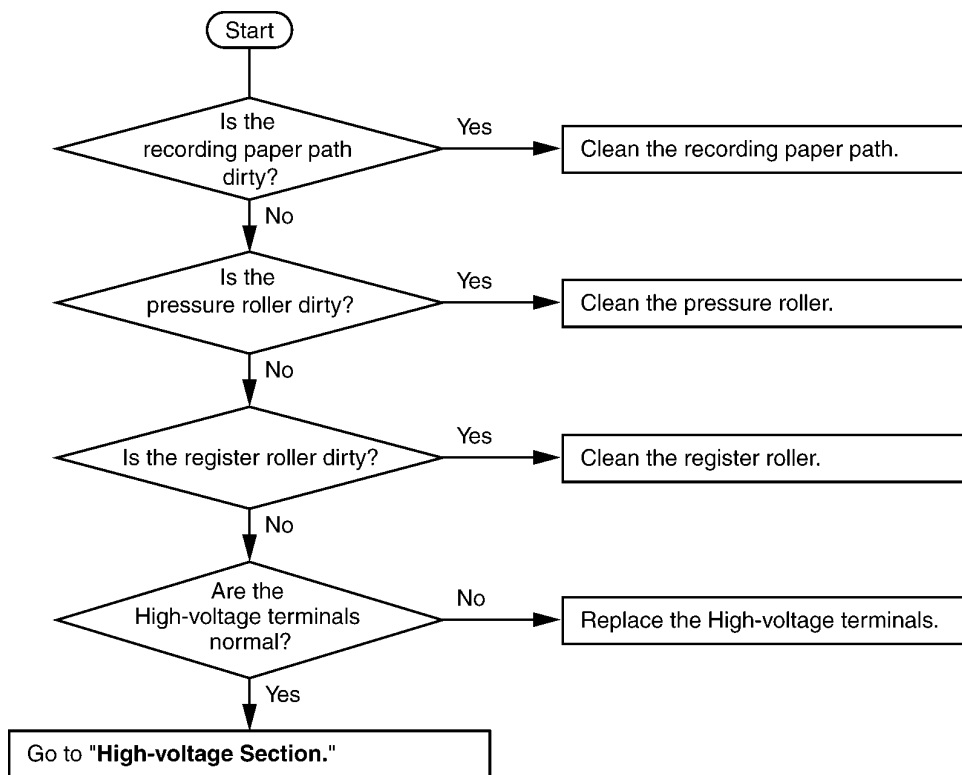 Start
Is the
recording paper path
dirty?
Yes
Clean the recording paper path.
No
Is the
pressure roller dirty?
Yes
Clean the pressure roller.
No
Is the register roller dirty?
Yes
Clean the register roller.
No
Are the
High-voltage terminals
normal?
No
Replace the High-voltage terminals.
Yes
Go to "High-voltage Section."